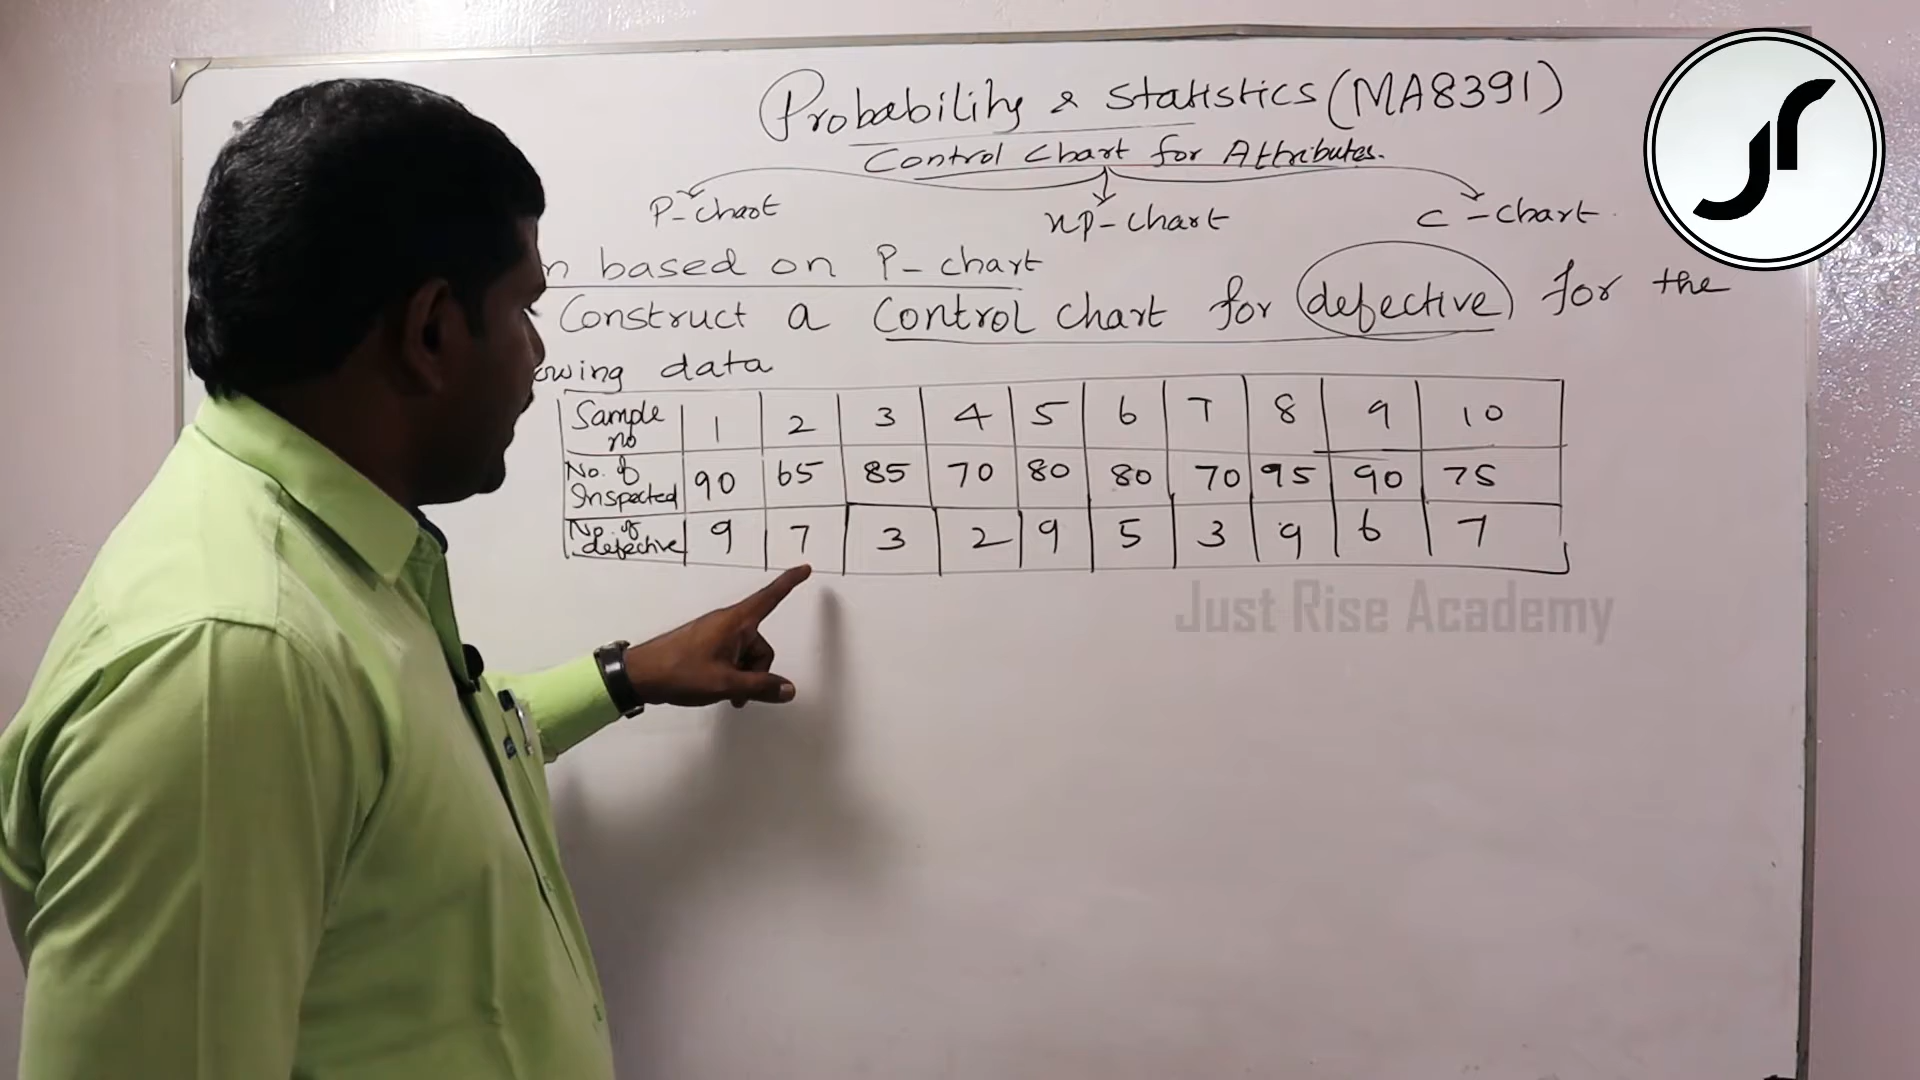 Probability & Statistics (MA8391)
Control Chart for Attributes.
P-chart np-chart c-chart
n based on P-chart
Construct a Control chart for defective for the
owing data
Sample no 1 2 3 4 5 6 7 8 9 10
No. of Inspected 90 65 85 70 80 80 70 95 90 75
No. of defective 9 7 3 2 9 5 3 9 6 7
Just Rise Academy